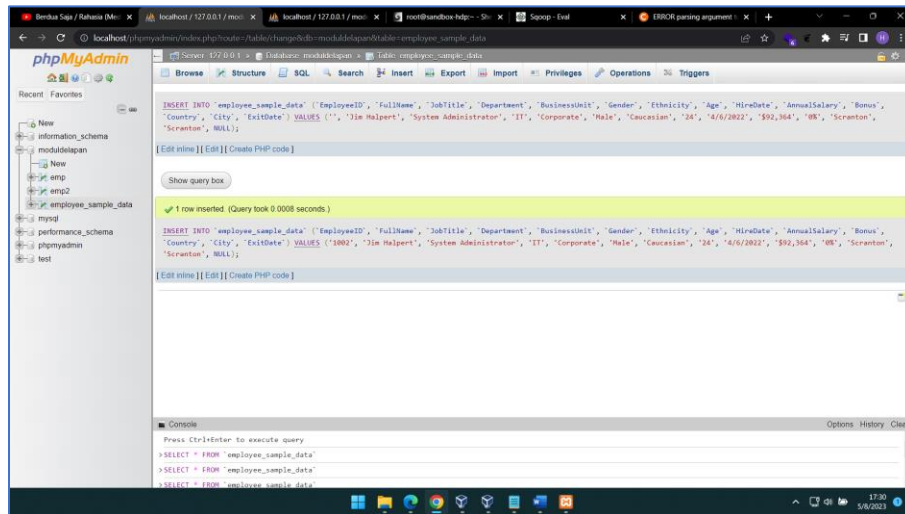 Berdua Saja / Rahasia (Me
localhost / 127.0.0.1 / mod
localhost / 127.0.0.1 / mod
root@sandbox-hdp:~ - Sh
Sqoop - Eval
ERROR parsing argument
localhost/phpmyadmin/index.php?route=/table/change&db=moduldelapan&table=employee_sample_data
phpMyAdmin
Recent Favorites
New
information_schema
moduldelapan
New
emp
emp2
employee_sample_data
mysql
performance_schema
phpmyadmin
test
Server: 127.0.0.1 » Database: moduldelapan » Table: employee_sample_data
Browse Structure SQL Search Insert Export Import Privileges Operations Triggers
INSERT INTO `employee_sample_data` (`EmployeeID`, `FullName`, `JobTitle`, `Department`, `BusinessUnit`, `Gender`, `Ethnicity`, `Age`, `HireDate`, `AnnualSalary`, `Bonus`,
`Country`, `City`, `ExitDate`) VALUES ('', 'Jim Halpert', 'System Administrator', 'IT', 'Corporate', 'Male', 'Caucasian', '24', '4/6/2022', '$92,364', '0%', 'Scranton',
'Scranton', NULL);
[ Edit inline ] [ Edit ] [ Create PHP code ]
Show query box
1 row inserted. (Query took 0.0008 seconds.)
INSERT INTO `employee_sample_data` (`EmployeeID`, `FullName`, `JobTitle`, `Department`, `BusinessUnit`, `Gender`, `Ethnicity`, `Age`, `HireDate`, `AnnualSalary`, `Bonus`,
`Country`, `City`, `ExitDate`) VALUES ('1002', 'Jim Halpert', 'System Administrator', 'IT', 'Corporate', 'Male', 'Caucasian', '24', '4/6/2022', '$92,364', '0%', 'Scranton',
'Scranton', NULL);
[ Edit inline ] [ Edit ] [ Create PHP code ]
Console
Options History Clea
Press Ctrl+Enter to execute query
>SELECT * FROM `employee_sample_data`
>SELECT * FROM `employee_sample_data`
>SELECT * FROM `employee_sample_data`
17:30
5/8/2023